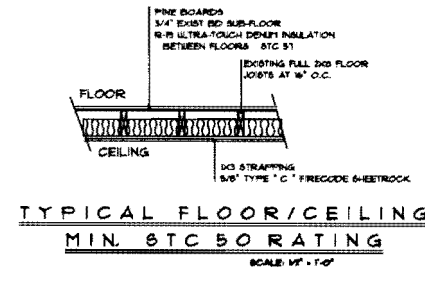 PINE BOARDS
3/4" EXIST BD SUB-FLOOR
R-19 ULTRA-TOUCH DENIM INSULATION
BETWEEN FLOORS STC 57
EXISTING FULL 2X8 FLOOR
JOISTS AT 16" O.C.
FLOOR
CEILING
1X3 STRAPPING
5/8" TYPE "C" FIRECODE SHEETROCK
TYPICAL FLOOR/CEILING
MIN. STC 50 RATING
SCALE: 1/2" = 1'-0"